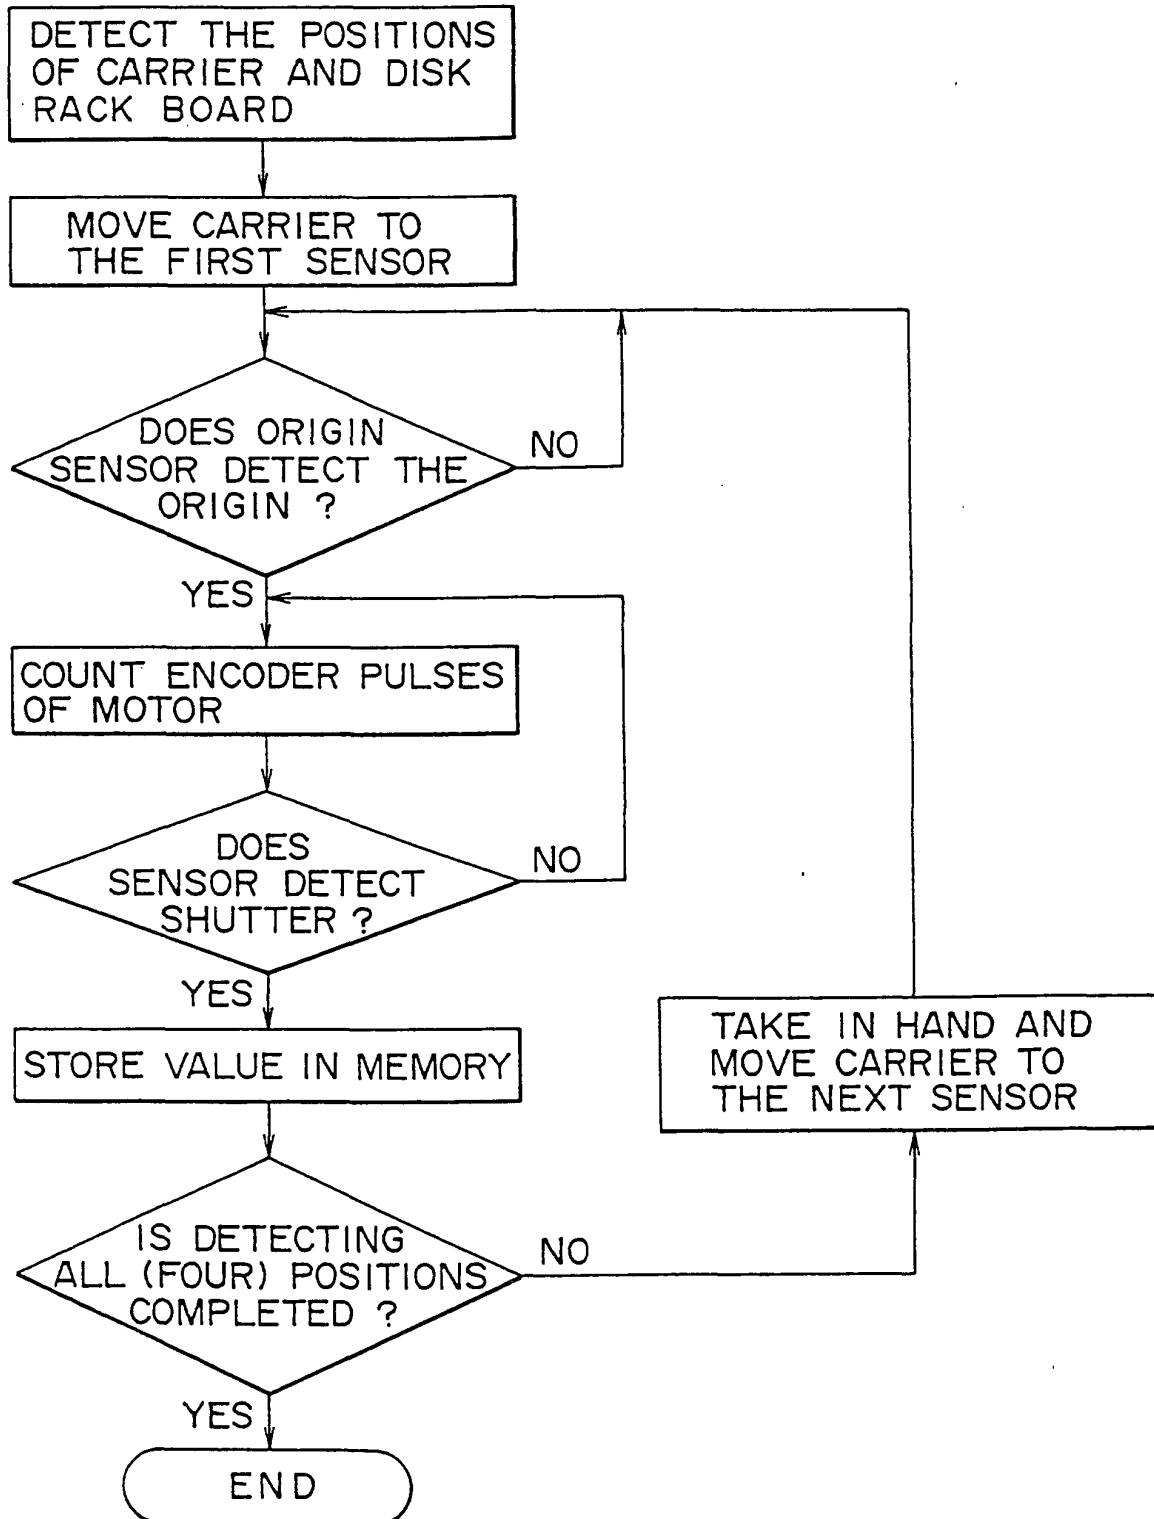 DETECT THE POSITIONS
OF CARRIER AND DISK
RACK BOARD
MOVE CARRIER TO
THE FIRST SENSOR
DOES ORIGIN
SENSOR DETECT THE
ORIGIN ?
NO
YES
COUNT ENCODER PULSES
OF MOTOR
DOES
SENSOR DETECT
SHUTTER ?
NO
YES
STORE VALUE IN MEMORY
TAKE IN HAND AND
MOVE CARRIER TO
THE NEXT SENSOR
IS DETECTING
ALL (FOUR) POSITIONS
COMPLETED ?
NO
YES
END